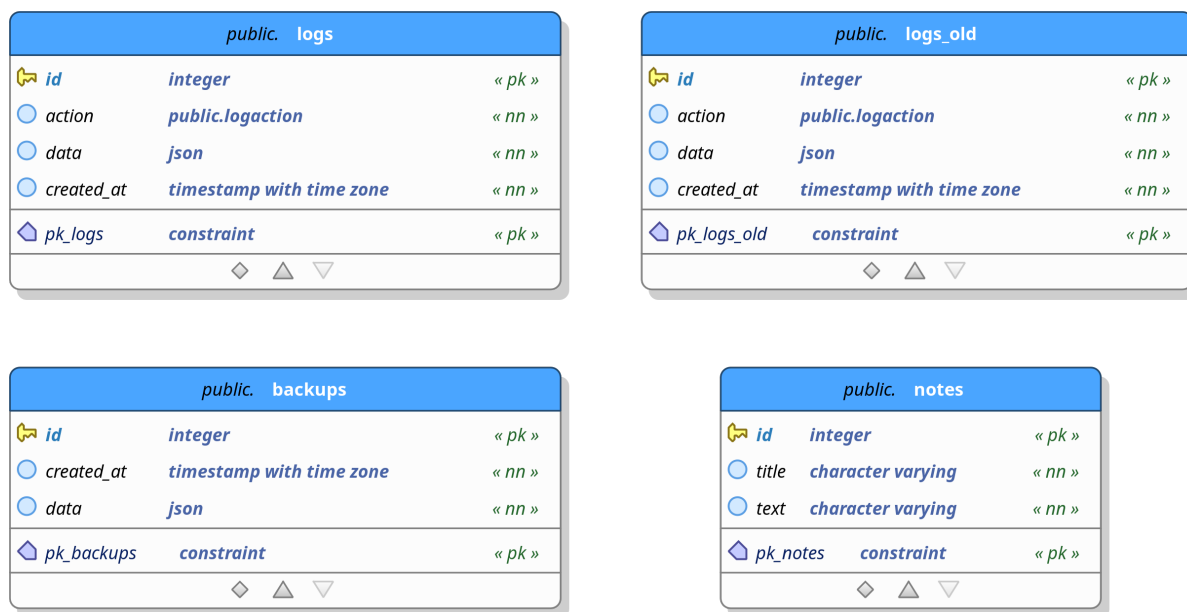 public. logs
id integer « pk »
action public.logaction « nn »
data json « nn »
created_at timestamp with time zone « nn »
pk_logs constraint « pk »
public. logs_old
id integer « pk »
action public.logaction « nn »
data json « nn »
created_at timestamp with time zone « nn »
pk_logs_old constraint « pk »
public. backups
id integer « pk »
created_at timestamp with time zone « nn »
data json « nn »
pk_backups constraint « pk »
public. notes
id integer « pk »
title character varying « nn »
text character varying « nn »
pk_notes constraint « pk »